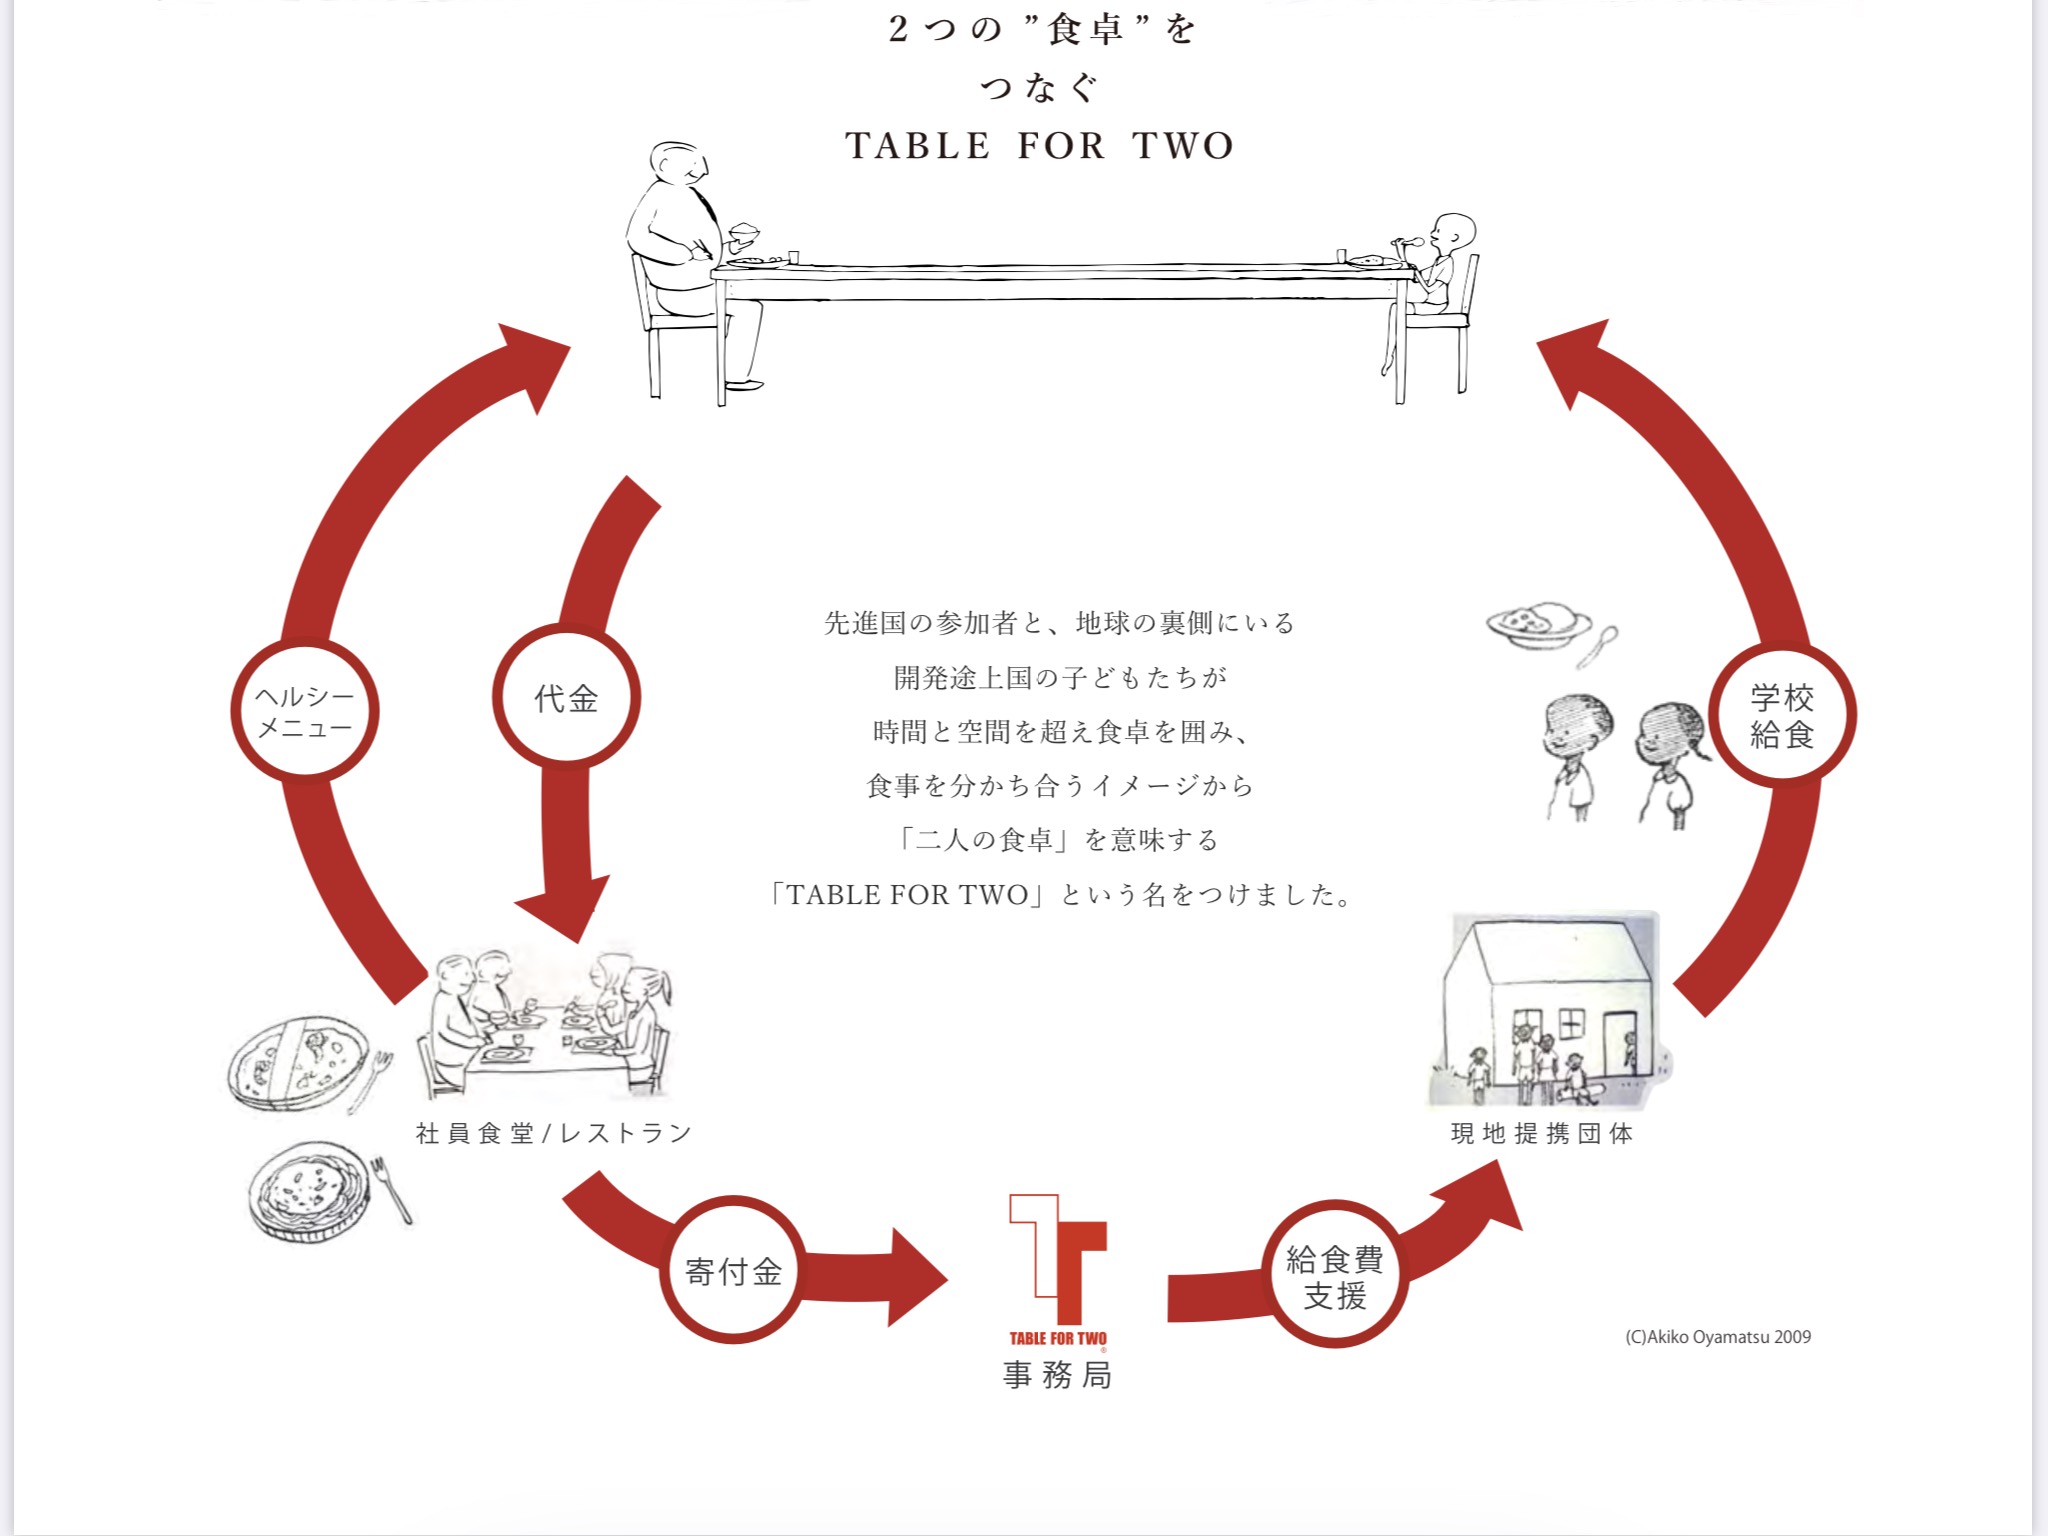 2つの”食卓”を
つなぐ
TABLE FOR TWO
先進国の参加者と、地球の裏側にいる
開発途上国の子どもたちが
時間と空間を超え食卓を囲み、
食事を分かち合うイメージから
「二人の食卓」を意味する
「TABLE FOR TWO」という名をつけました。
ヘルシー
メニュー
代金
学校
給食
社員食堂/レストラン
現地提携団体
寄付金
TABLE FOR TWO
®
事務局
給食費
支援
(C)Akiko Oyamatsu 2009